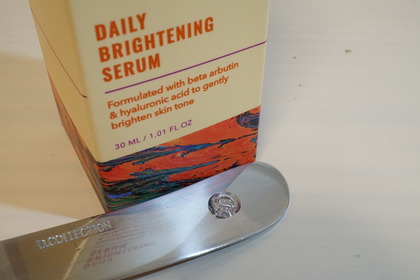 DAILY
BRIGHTENING
SERUM
Formulated with beta arbutin
& hyaluronic acid to gently
brighten skin tone
30 ML / 1.01 FL OZ
D.COLLECTION